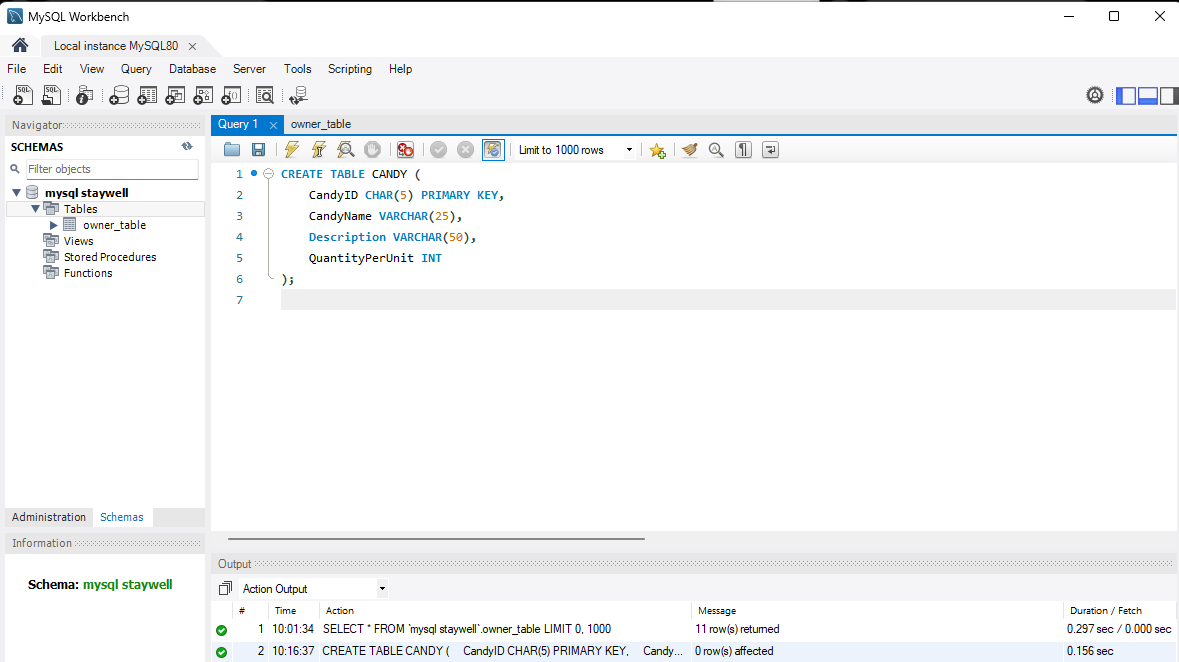 MySQL Workbench
Local instance MySQL80
File Edit View Query Database Server Tools Scripting Help
Navigator
SCHEMAS
Filter objects
mysql staywell
Tables
owner_table
Views
Stored Procedures
Functions
Administration Schemas
Information
Schema: mysql staywell
Query 1 owner_table
Limit to 1000 rows
1 CREATE TABLE CANDY (
2 CandyID CHAR(5) PRIMARY KEY,
3 CandyName VARCHAR(25),
4 Description VARCHAR(50),
5 QuantityPerUnit INT
6 );
7
Output
Action Output
# Time Action Message Duration / Fetch
1 10:01:34 SELECT * FROM `mysql staywell`.owner_table LIMIT 0, 1000 11 row(s) returned 0.297 sec / 0.000 sec
2 10:16:37 CREATE TABLE CANDY ( CandyID CHAR(5) PRIMARY KEY, Candy... 0 row(s) affected 0.156 sec